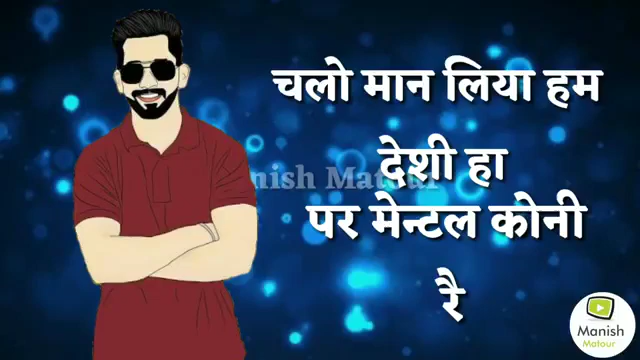 चलो मान लिया हम
देशी हा
Manish Matour
पर मेन्टल कोनी
रै
Manish
Matour